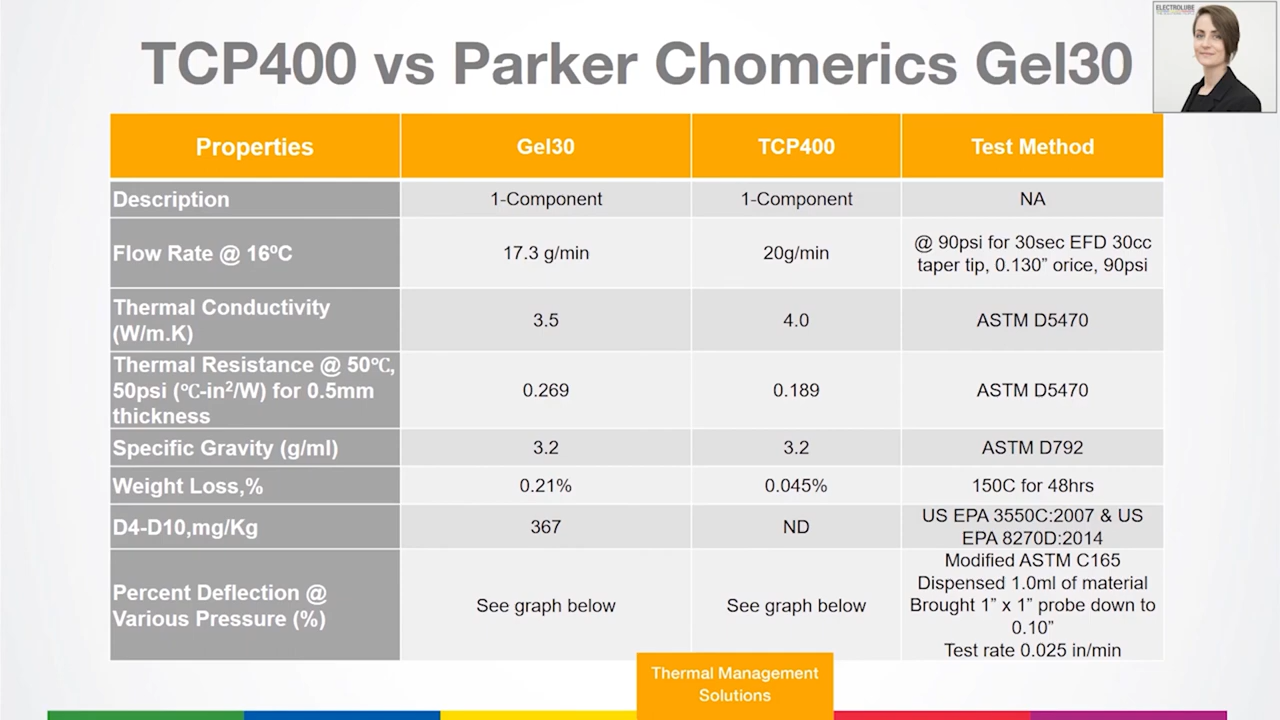 ELECTROLUBE
TCP400 vs Parker Chomerics Gel30
Properties
Gel30
TCP400
Test Method
Description
1-Component
1-Component
NA
Flow Rate @ 16ºC
17.3 g/min
20g/min
@ 90psi for 30sec EFD 30cc
taper tip, 0.130” orice, 90psi
Thermal Conductivity
(W/m.K)
3.5
4.0
ASTM D5470
Thermal Resistance @ 50℃,
50psi (℃-in²/W) for 0.5mm
thickness
0.269
0.189
ASTM D5470
Specific Gravity (g/ml)
3.2
3.2
ASTM D792
Weight Loss,%
0.21%
0.045%
150C for 48hrs
D4-D10,mg/Kg
367
ND
US EPA 3550C:2007 & US
EPA 8270D:2014
Percent Deflection @
Various Pressure (%)
See graph below
See graph below
Modified ASTM C165
Dispensed 1.0ml of material
Brought 1” x 1” probe down to
0.10”
Test rate 0.025 in/min
Thermal Management
Solutions